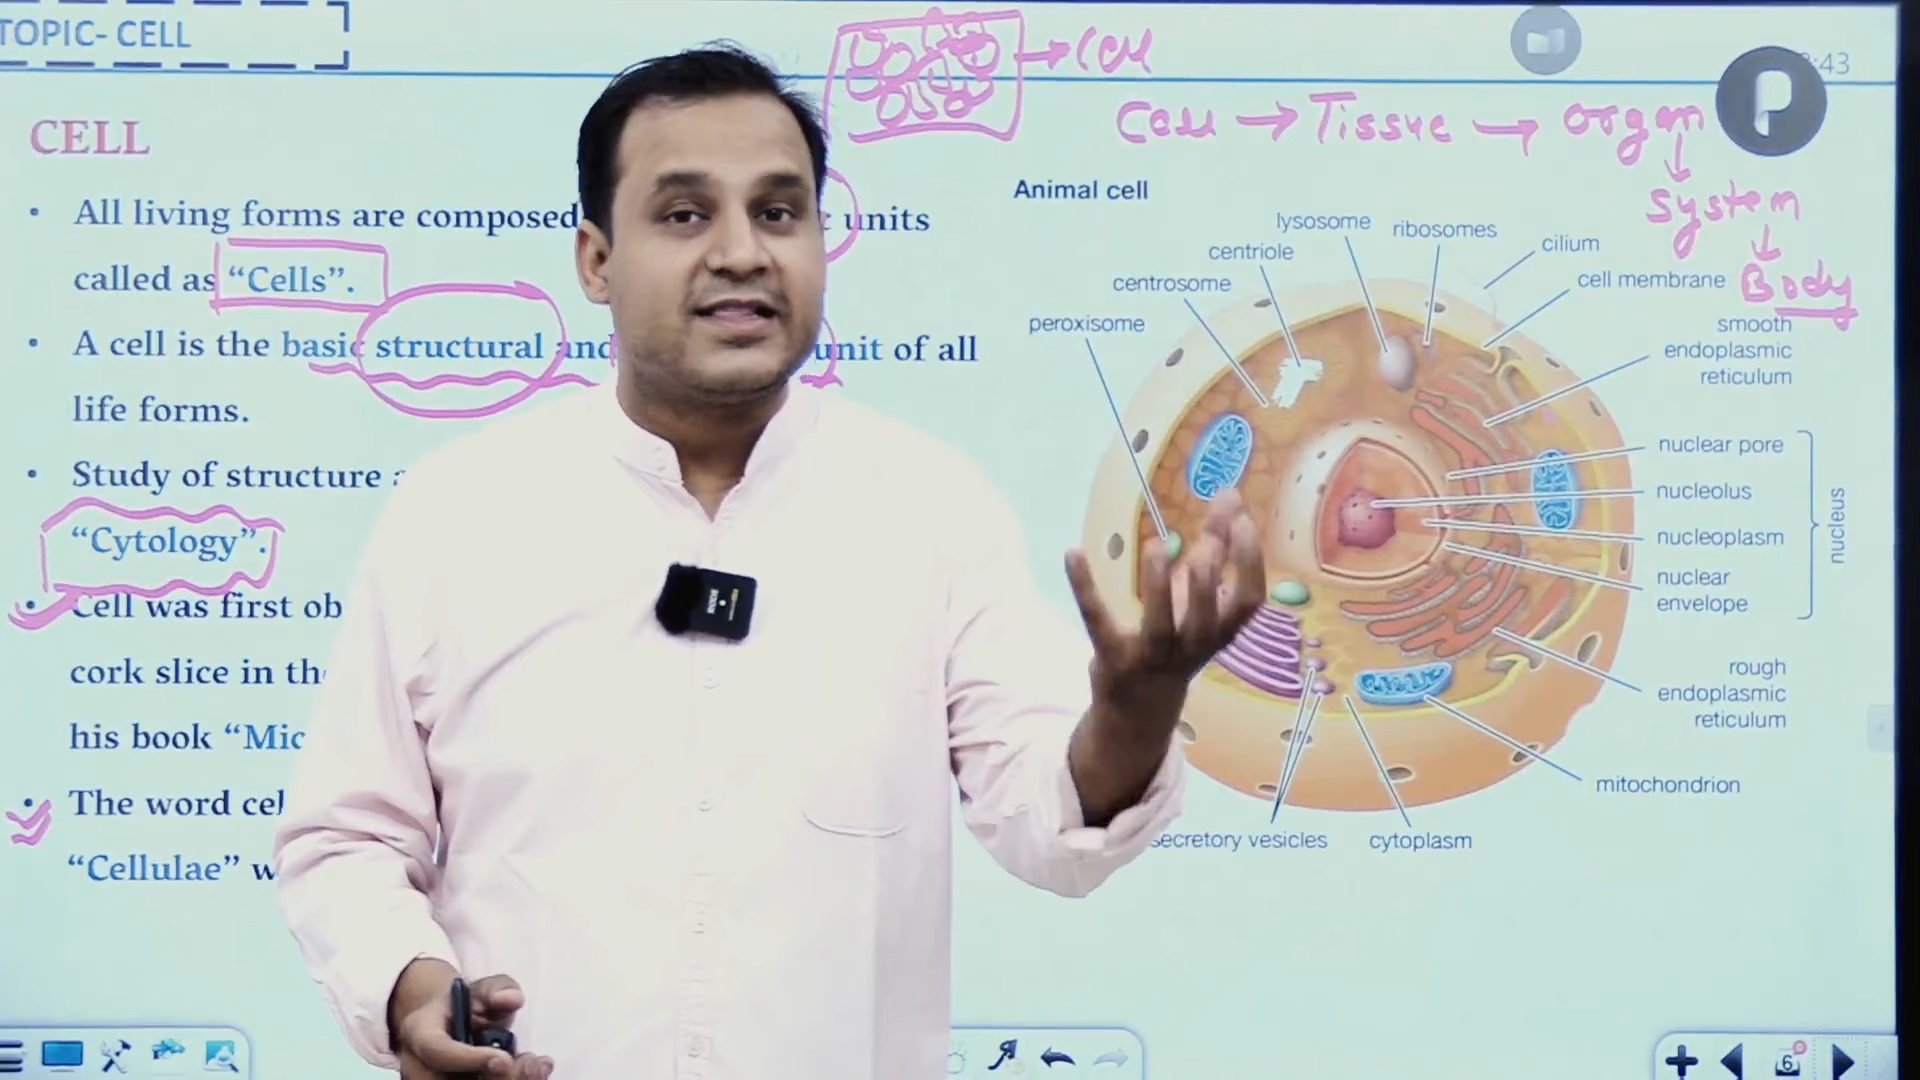 TOPIC- CELL
→ Cell
:43
P
Cell → Tissue → Organ
↓
System
↓
Body
CELL
• All living forms are composed units
called as “Cells”.
• A cell is the basic structural and unit of all
life forms.
• Study of structure
“Cytology”.
• Cell was first ob
cork slice in th
his book “Mic
• The word cel
“Cellulae” w
Animal cell
lysosome
ribosomes
cilium
centriole
cell membrane
centrosome
peroxisome
smooth
endoplasmic
reticulum
nuclear pore
nucleolus
nucleoplasm
nuclear
envelope
nucleus
rough
endoplasmic
reticulum
mitochondrion
secretory vesicles
cytoplasm
6